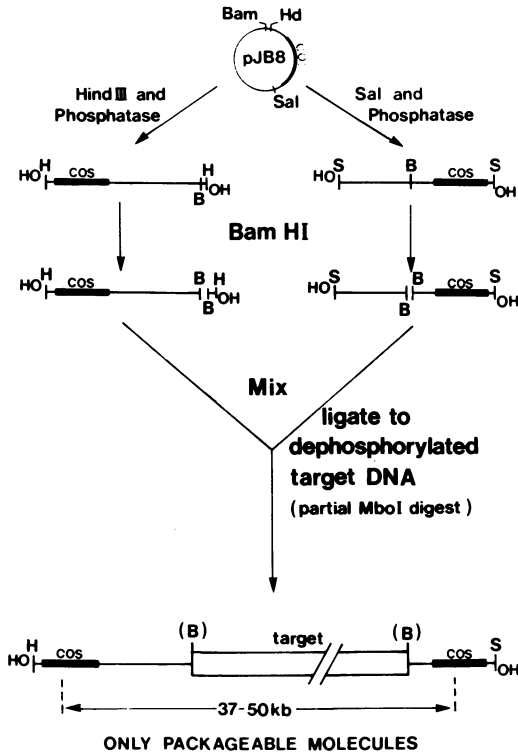 Bam Hd
pJB8
Sal
Hind III and
Phosphatase
Sal and
Phosphatase
H
HO
cos
H
OH
B
S
HO
B
cos
S
OH
Bam HI
H
HO
cos
B
H
OH
B
S
HO
B
B
cos
S
OH
Mix
ligate to
dephosphorylated
target DNA
(partial MboI digest)
H
HO
cos
(B)
target
(B)
cos
S
OH
37-50kb
ONLY PACKAGEABLE MOLECULES